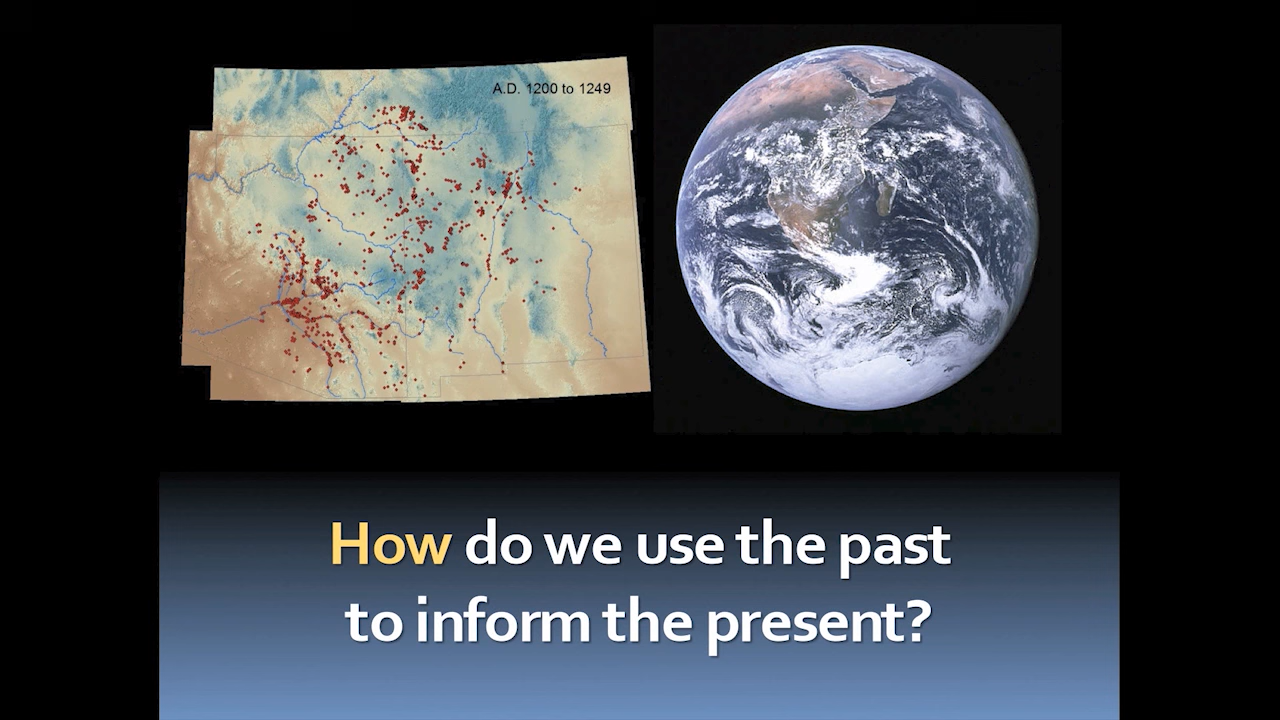 A.D. 1200 to 1249
How do we use the past
to inform the present?